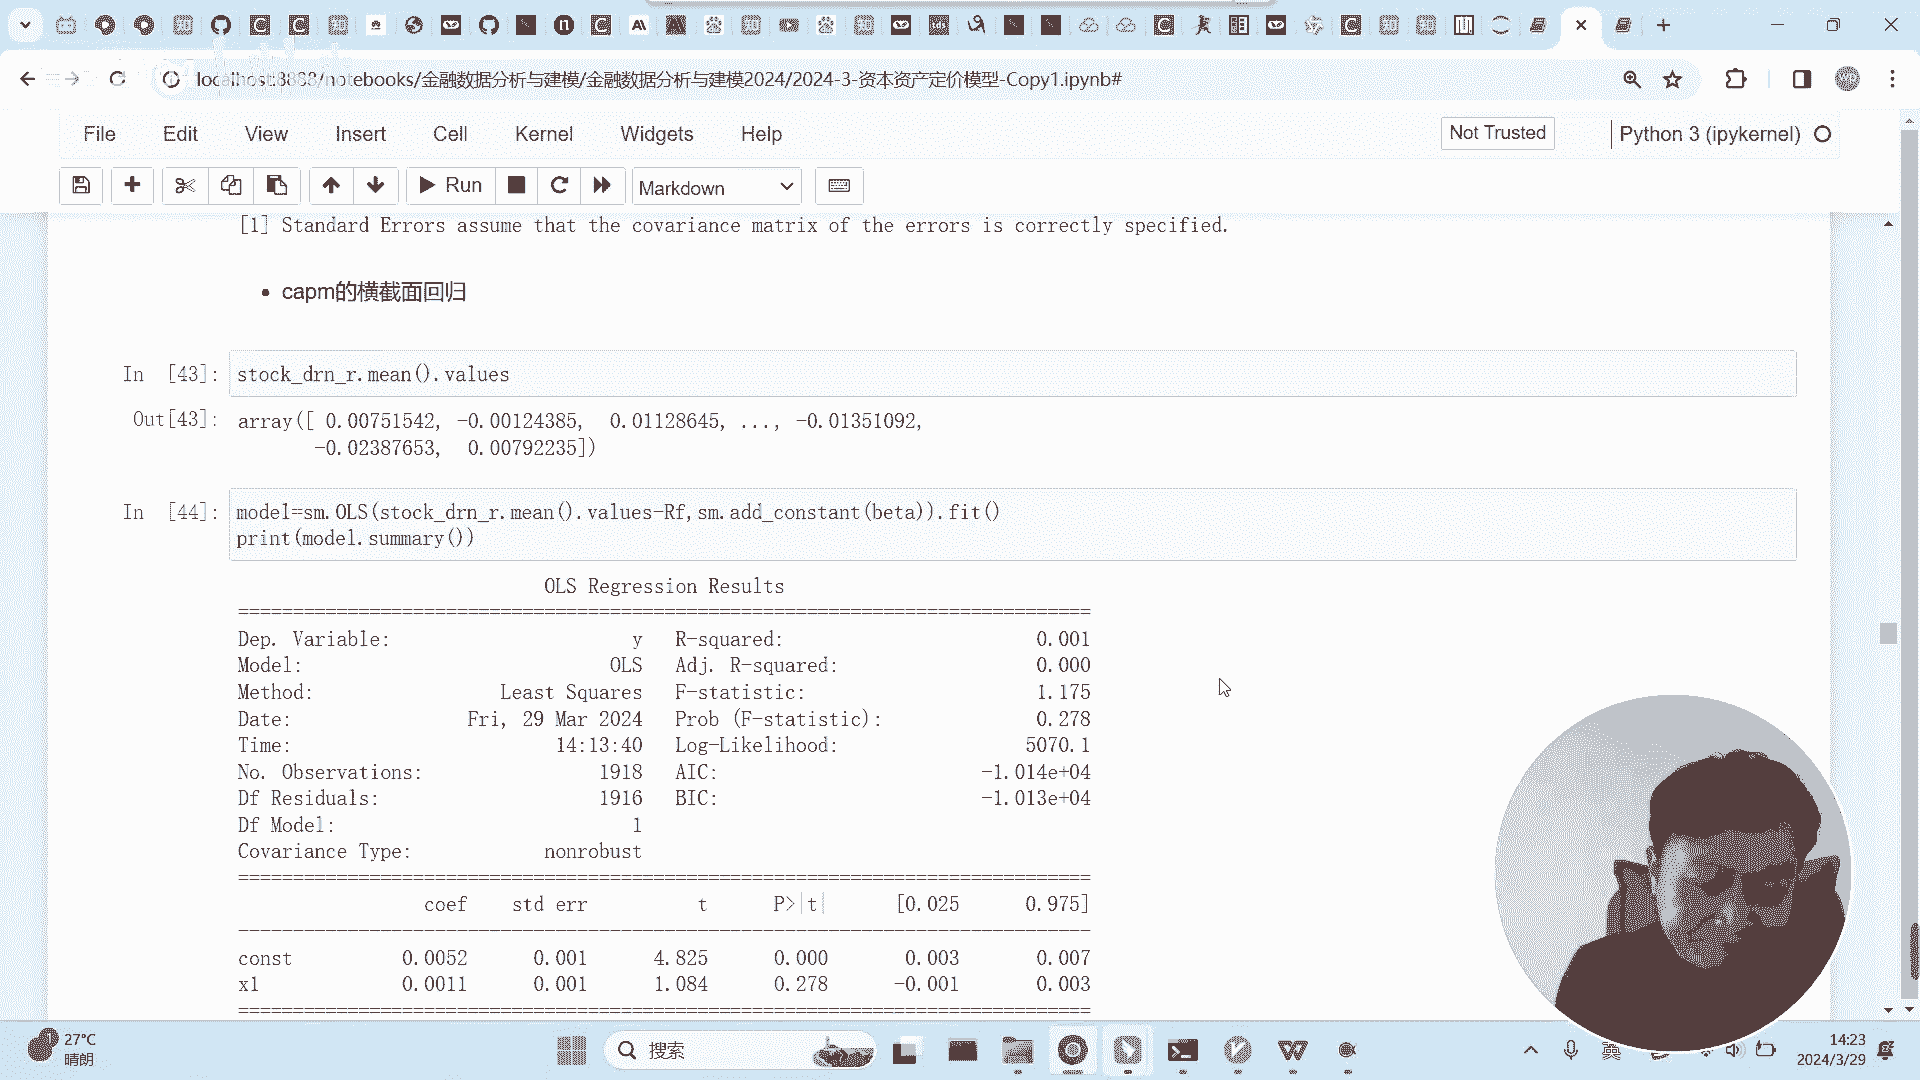 localhost:8888/notebooks/金融数据分析与建模/金融数据分析与建模2024/2024-3-资本资产定价模型-Copy1.ipynb#
File Edit View Insert Cell Kernel Widgets Help Not Trusted Python 3 (ipykernel)
Run Markdown
[1] Standard Errors assume that the covariance matrix of the errors is correctly specified.
• capm的横截面回归
In [43]: stock_drn_r.mean().values
Out[43]: array([ 0.00751542, -0.00124385, 0.01128645, ..., -0.01351092,
-0.02387653, 0.00792235])
In [44]: model=sm.OLS(stock_drn_r.mean().values-Rf,sm.add_constant(beta)).fit()
print(model.summary())
OLS Regression Results
==============================================================================
Dep. Variable: y R-squared: 0.001
Model: OLS Adj. R-squared: 0.000
Method: Least Squares F-statistic: 1.175
Date: Fri, 29 Mar 2024 Prob (F-statistic): 0.278
Time: 14:13:40 Log-Likelihood: 5070.1
No. Observations: 1918 AIC: -1.014e+04
Df Residuals: 1916 BIC: -1.013e+04
Df Model: 1
Covariance Type: nonrobust
==============================================================================
coef std err t P>|t| [0.025 0.975]
------------------------------------------------------------------------------
const 0.0052 0.001 4.825 0.000 0.003 0.007
x1 0.0011 0.001 1.084 0.278 -0.001 0.003
==============================================================================
27°C
晴朗
搜索
英
14:23
2024/3/29